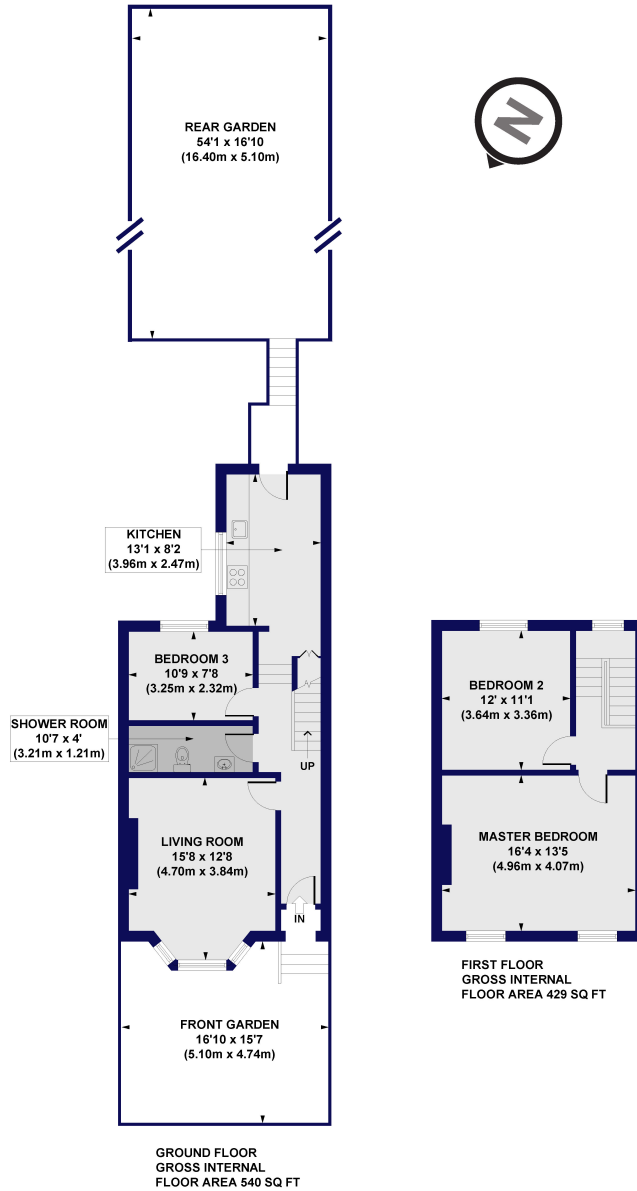 REAR GARDEN
54'1 x 16'10
(16.40m x 5.10m)
N
KITCHEN
13'1 x 8'2
(3.96m x 2.47m)
BEDROOM 3
10'9 x 7'8
(3.25m x 2.32m)
SHOWER ROOM
10'7 x 4'
(3.21m x 1.21m)
UP
LIVING ROOM
15'8 x 12'8
(4.70m x 3.84m)
IN
FRONT GARDEN
16'10 x 15'7
(5.10m x 4.74m)
GROUND FLOOR
GROSS INTERNAL
FLOOR AREA 540 SQ FT
BEDROOM 2
12' x 11'1
(3.64m x 3.36m)
MASTER BEDROOM
16'4 x 13'5
(4.96m x 4.07m)
FIRST FLOOR
GROSS INTERNAL
FLOOR AREA 429 SQ FT